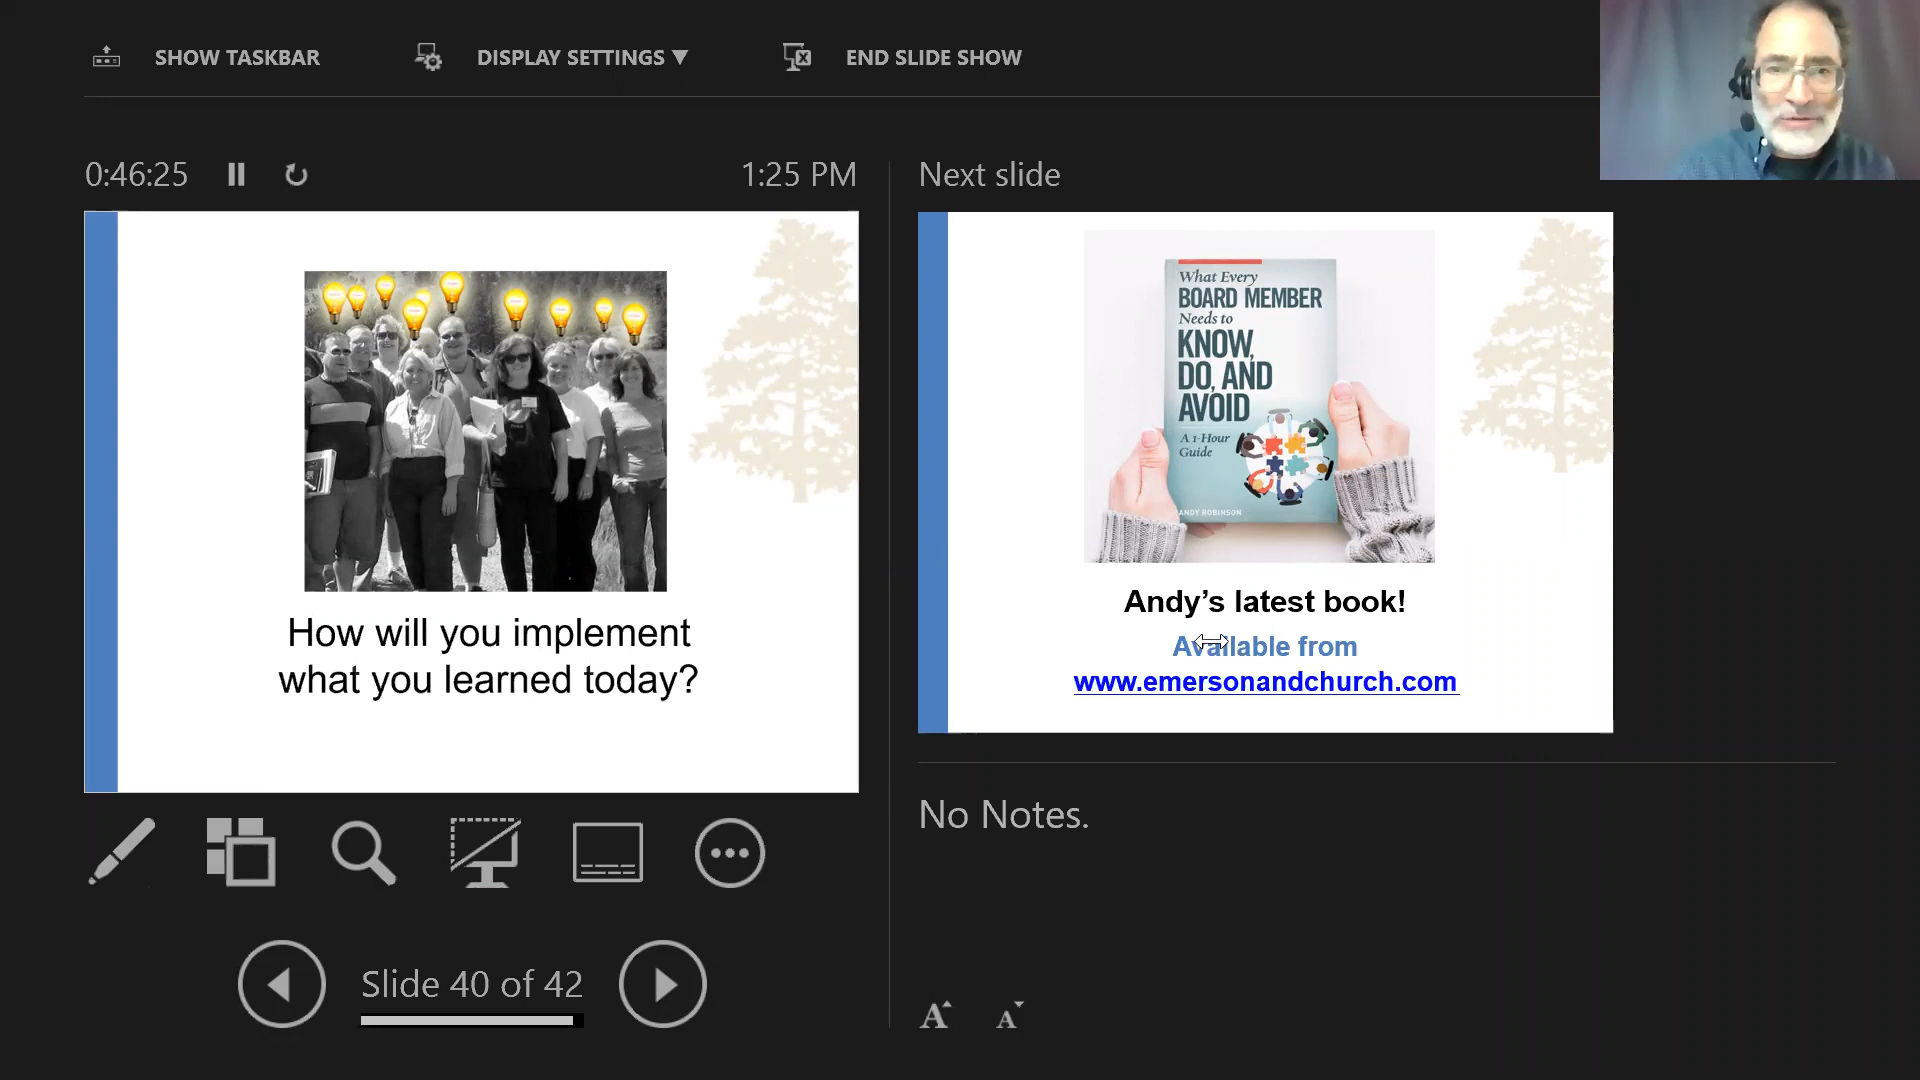 SHOW TASKBAR
DISPLAY SETTINGS ▼
END SLIDE SHOW
0:46:25
1:25 PM
How will you implement
what you learned today?
Slide 40 of 42
Next slide
What Every
BOARD MEMBER
Needs to
KNOW,
DO, AND
AVOID
A 1-Hour
Guide
ANDY ROBINSON
Andy’s latest book!
Available from
www.emersonandchurch.com
No Notes.
A
A